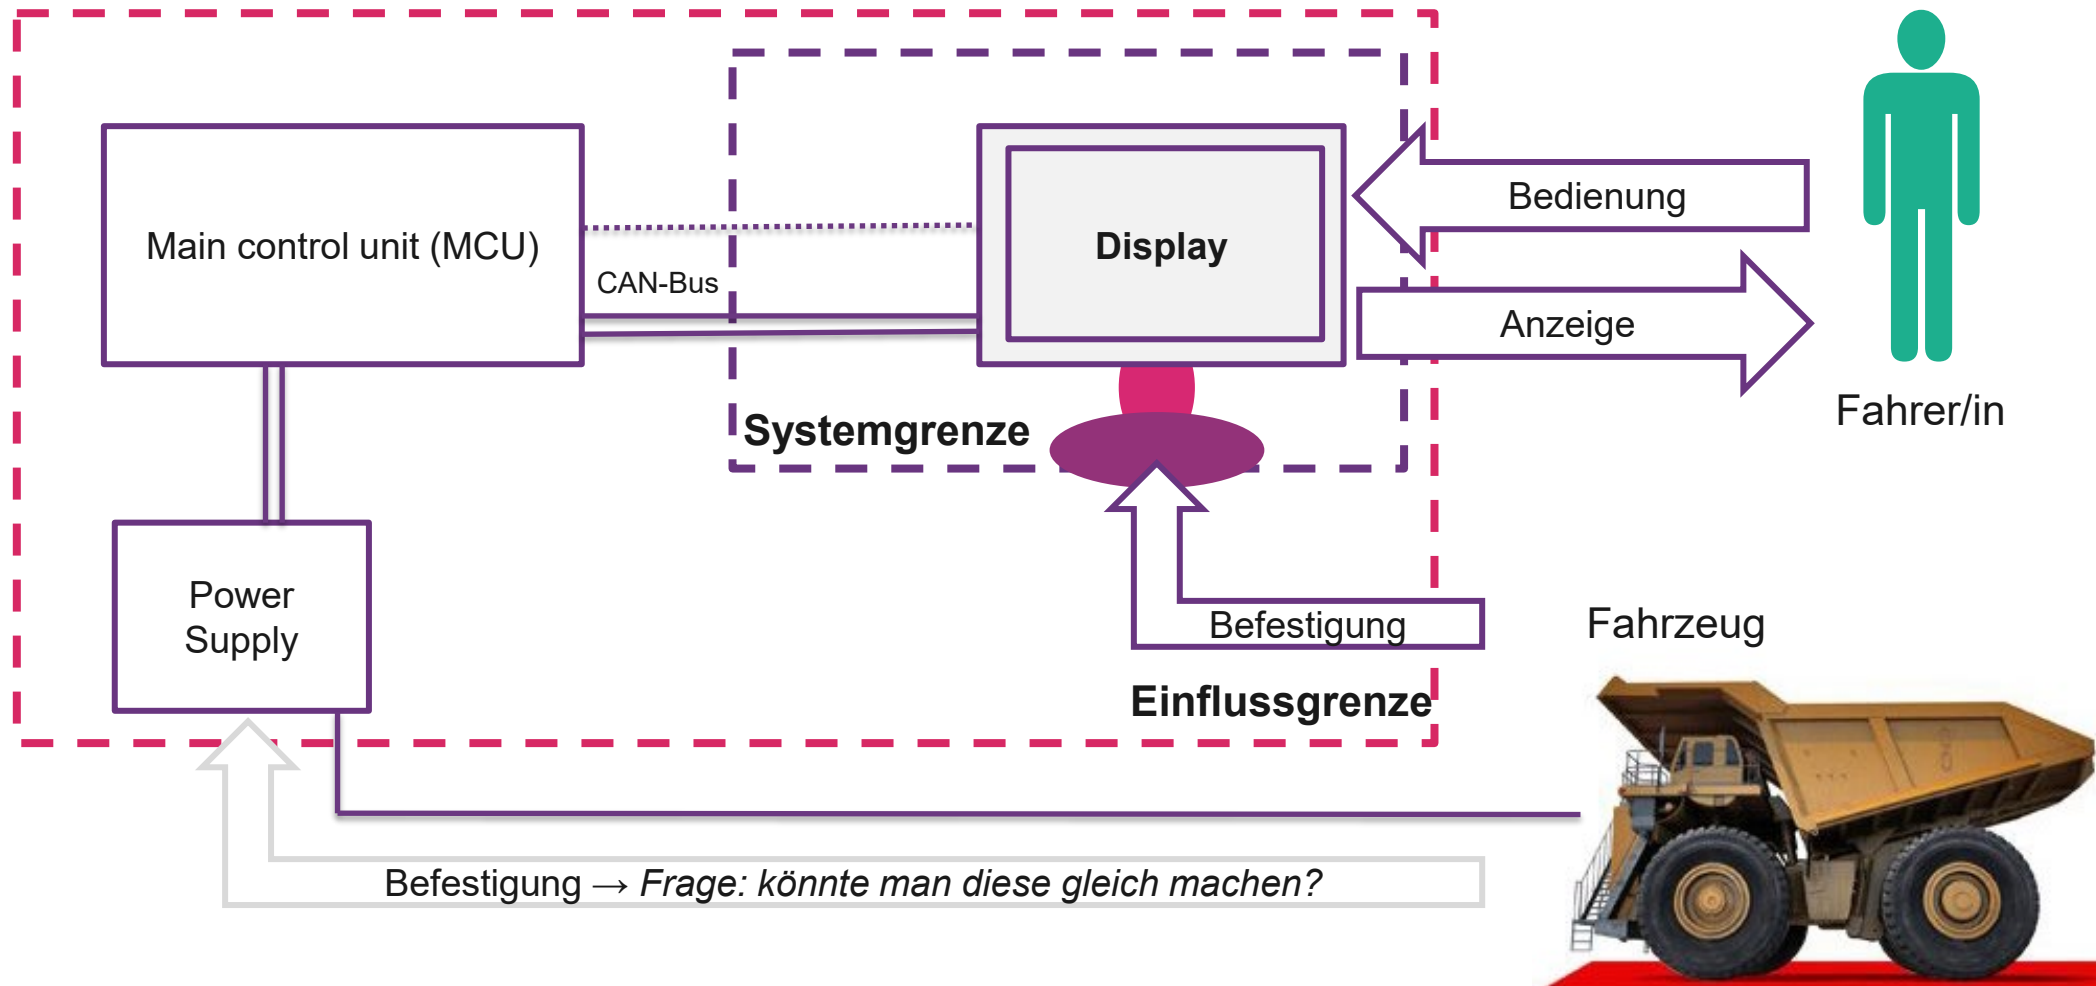 Main control unit (MCU)
CAN-Bus
Display
Bedienung
Anzeige
Fahrer/in
Systemgrenze
Power
Supply
Befestigung
Fahrzeug
Einflussgrenze
Befestigung → Frage: könnte man diese gleich machen?